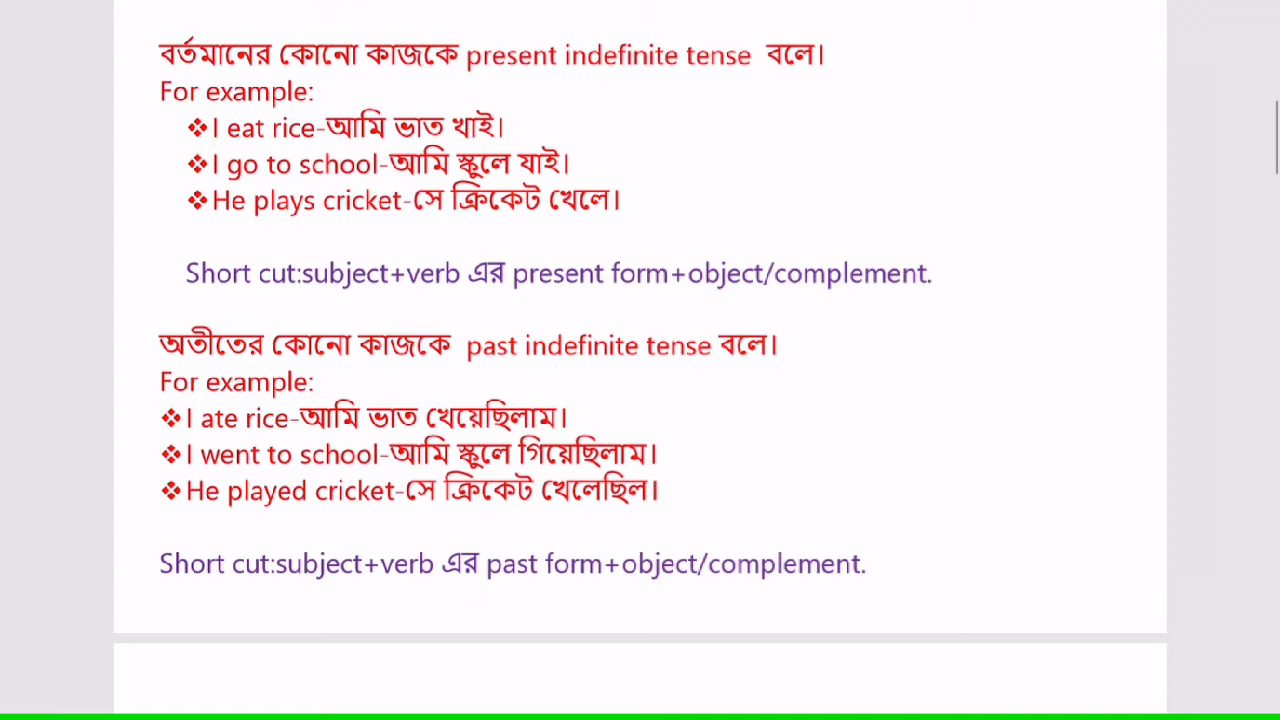 বর্তমানের কোনো কাজকে present indefinite tense বলে।
For example:
❖I eat rice-আমি ভাত খাই।
❖I go to school-আমি স্কুলে যাই।
❖He plays cricket-সে ক্রিকেট খেলে।
Short cut:subject+verb এর present form+object/complement.
অতীতের কোনো কাজকে past indefinite tense বলে।
For example:
❖I ate rice-আমি ভাত খেয়েছিলাম।
❖I went to school-আমি স্কুলে গিয়েছিলাম।
❖He played cricket-সে ক্রিকেট খেলেছিল।
Short cut:subject+verb এর past form+object/complement.